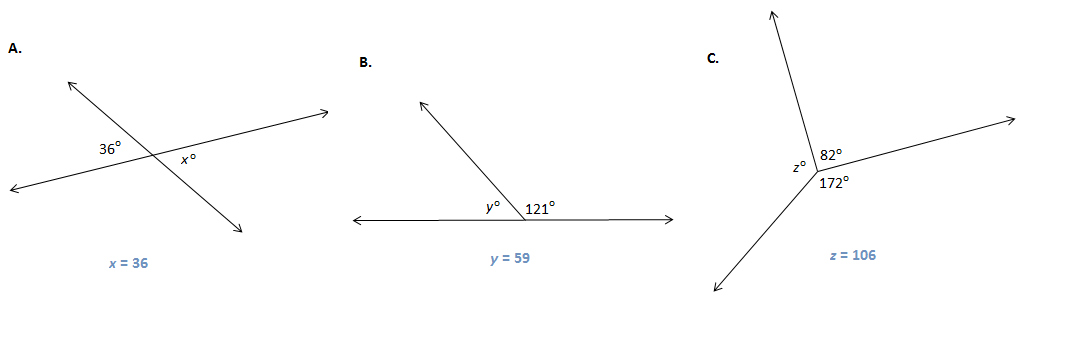 A.
36°
x°
x = 36
B.
y°
121°
y = 59
C.
82°
z°
172°
z = 106